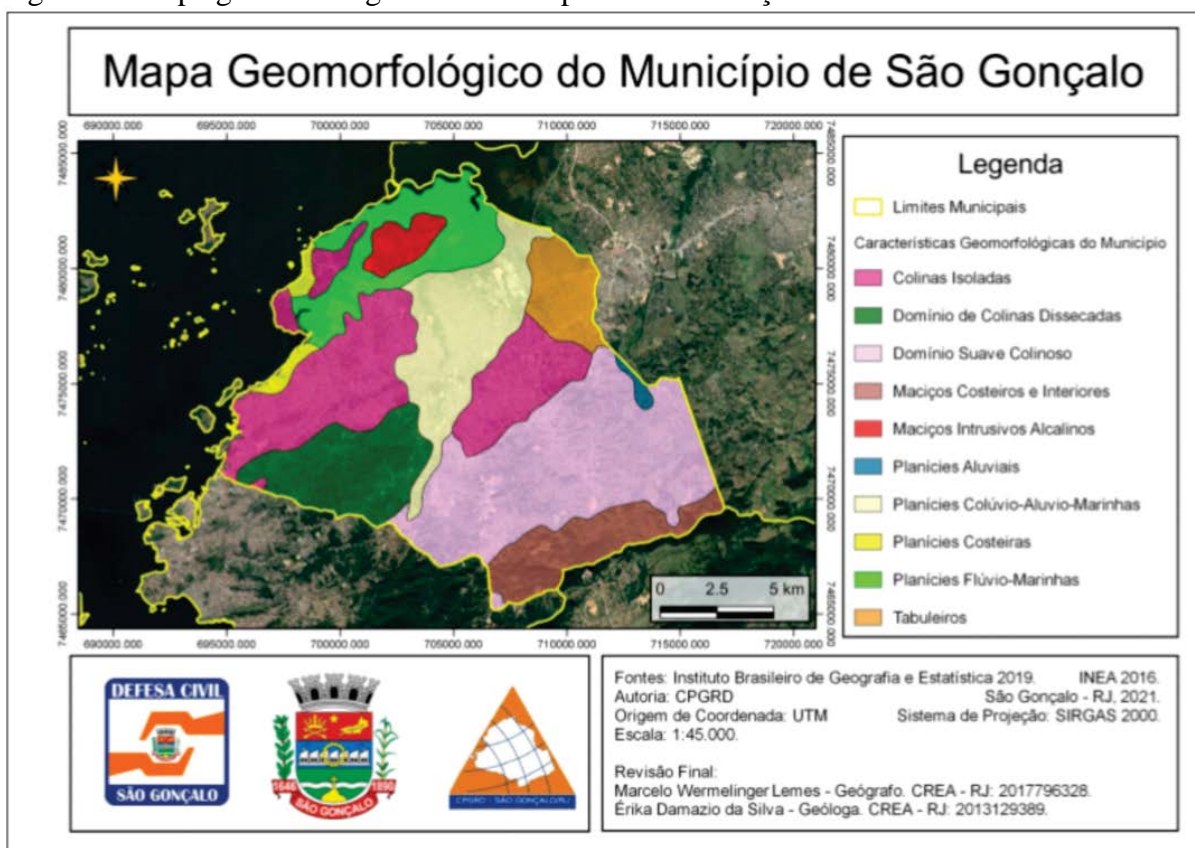 Mapa Geomorfológico do Município de São Gonçalo
690000.000 695000.000 700000.000 705000.000 710000.000 715000.000 720000.000
7485000.000 7485000.000
7480000.000 7480000.000
7475000.000 7475000.000
7470000.000 7470000.000
7465000.000 7465000.000
0 2.5 5 km
690000.000 695000.000 700000.000 705000.000 710000.000 715000.000 720000.000
Legenda
Limites Municipais
Características Geomorfológicas do Município
Colinas Isoladas
Domínio de Colinas Dissecadas
Domínio Suave Colinoso
Maciços Costeiros e Interiores
Maciços Intrusivos Alcalinos
Planícies Aluviais
Planícies Colúvio-Aluvio-Marinhas
Planícies Costeiras
Planícies Flúvio-Marinhas
Tabuleiros
DEFESA CIVIL
SÃO GONÇALO
1646 1890
SÃO GONÇALO
CPGRD - SÃO GONÇALO/RJ
Fontes: Instituto Brasileiro de Geografia e Estatística 2019. INEA 2016.
Autoria: CPGRD São Gonçalo - RJ, 2021.
Origem de Coordenada: UTM Sistema de Projeção: SIRGAS 2000.
Escala: 1:45.000.
Revisão Final:
Marcelo Wermelinger Lemes - Geógrafo. CREA - RJ: 2017796328.
Érika Damazio da Silva - Geóloga. CREA - RJ: 2013129389.